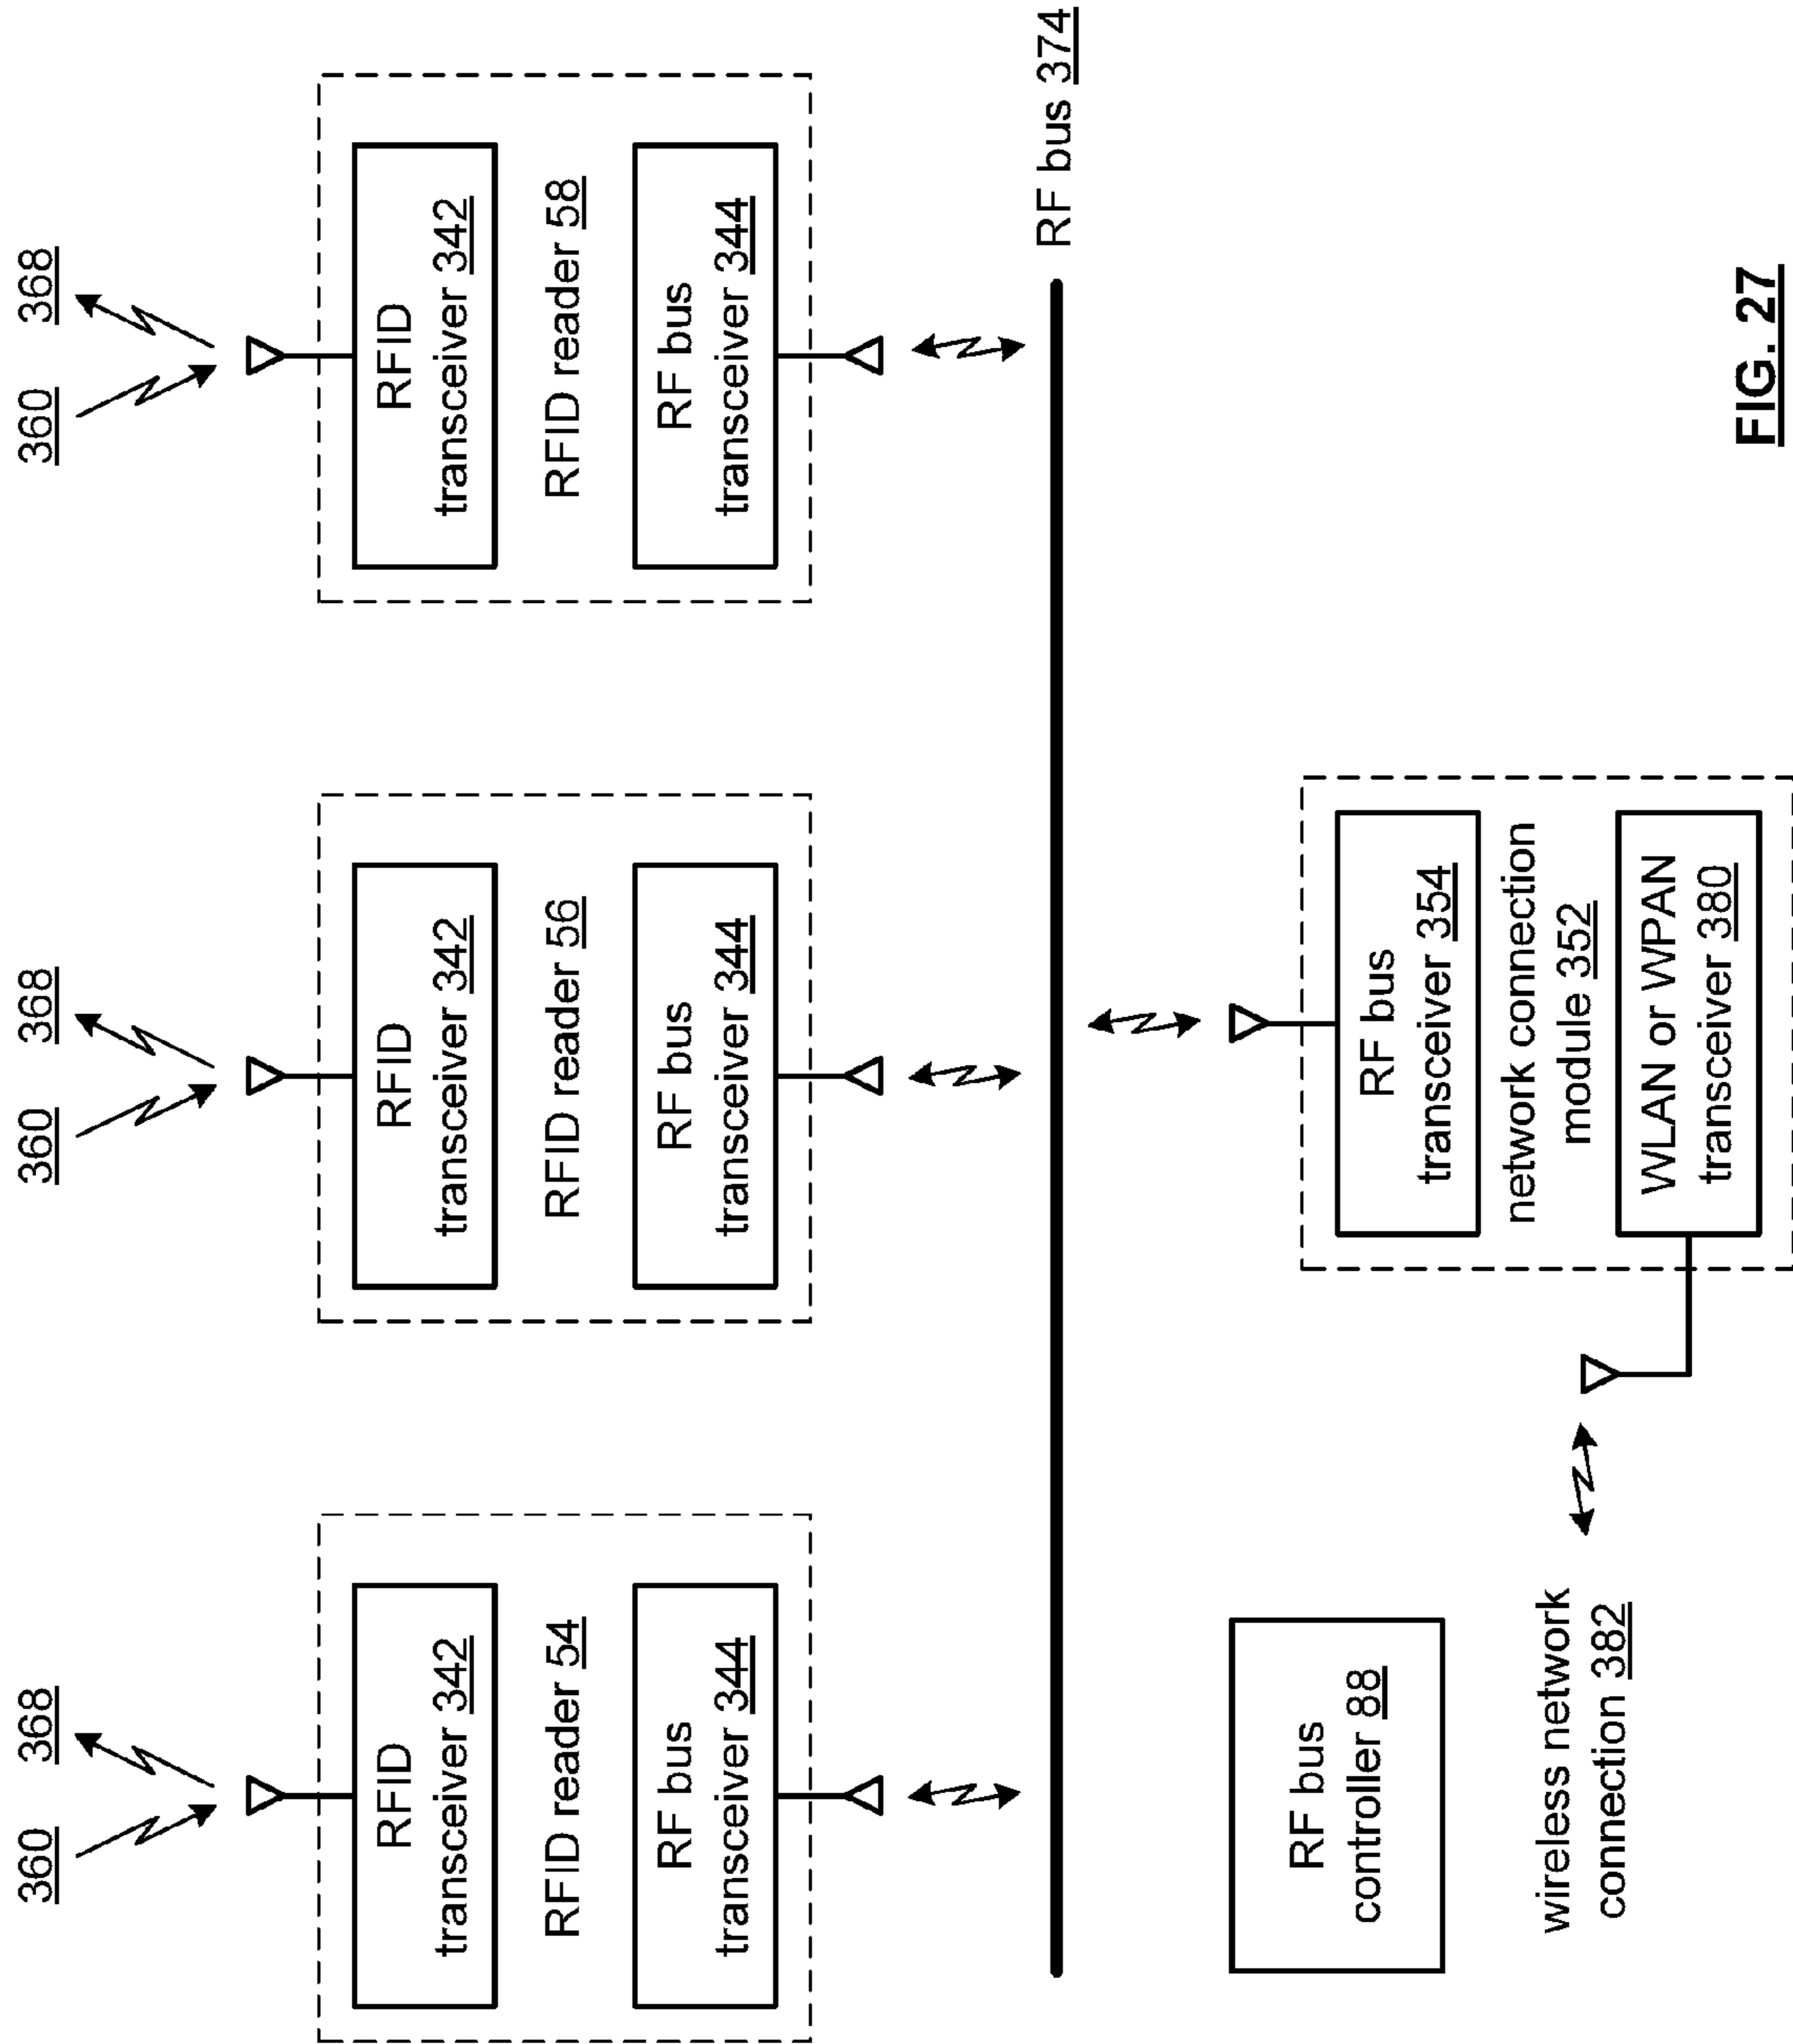 360
368
360
368
360
368
RFID
transceiver 342
RFID reader 54
RF bus
transceiver 344
RFID
transceiver 342
RFID reader 56
RF bus
transceiver 344
RFID
transceiver 342
RFID reader 58
RF bus
transceiver 344
RF bus 374
RF bus
controller 88
wireless network
connection 382
RF bus
transceiver 354
network connection
module 352
WLAN or WPAN
transceiver 380
FIG. 27